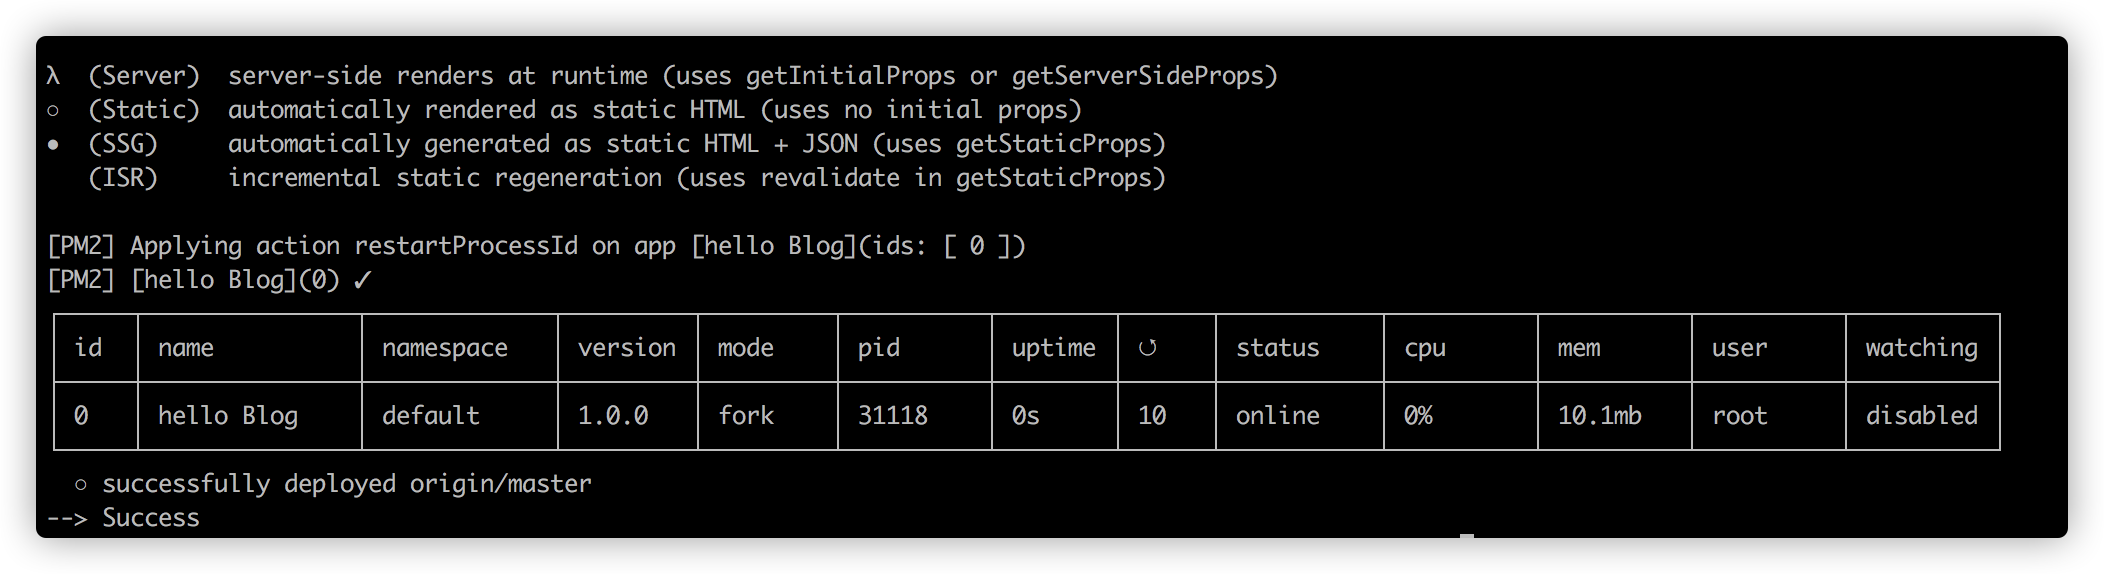 λ  (Server)  server-side renders at runtime (uses getInitialProps or getServerSideProps)
○  (Static)  automatically rendered as static HTML (uses no initial props)
●  (SSG)     automatically generated as static HTML + JSON (uses getStaticProps)
   (ISR)     incremental static regeneration (uses revalidate in getStaticProps)
[PM2] Applying action restartProcessId on app [hello Blog](ids: [ 0 ])
[PM2] [hello Blog](0) ✓
id name namespace version mode pid uptime ↺ status cpu mem user watching
0 hello Blog default 1.0.0 fork 31118 0s 10 online 0% 10.1mb root disabled
○ successfully deployed origin/master
--> Success